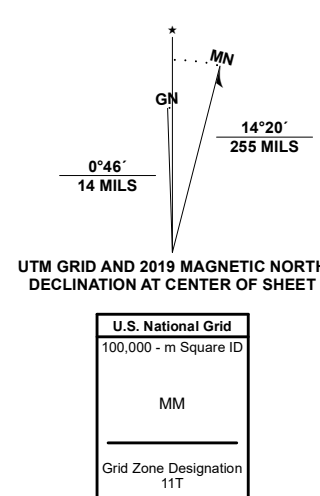 ★
MN
GN
14°20´
255 MILS
0°46´
14 MILS
UTM GRID AND 2019 MAGNETIC NORTH
DECLINATION AT CENTER OF SHEET
U.S. National Grid
100,000 - m Square ID
MM
Grid Zone Designation
11T